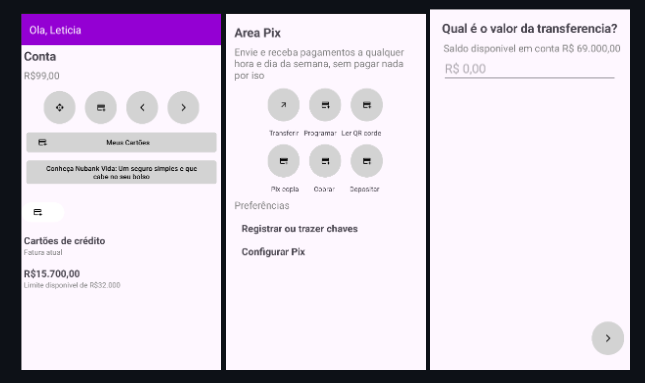 Ola, Leticia
Conta
R$99,00
Meus Cartões
Conheça Nubank Vida: Um seguro simples e que
cabe no seu bolso
Cartões de crédito
Fatura atual
R$15.700,00
Limite disponivel de R$32.000
Area Pix
Envie e receba pagamentos a qualquer
hora e dia da semana, sem pagar nada
por iso
Transferir Programar Ler QR corde
Pix copia Cobrar Depositar
Preferências
Registrar ou trazer chaves
Configurar Pix
Qual é o valor da transferencia?
Saldo disponivel em conta R$ 69.000,00
R$ 0,00